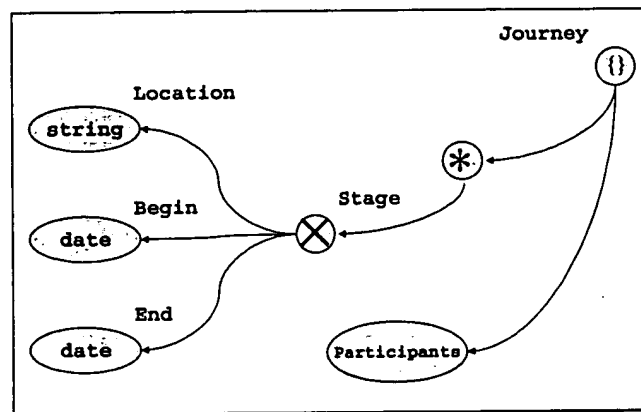 Journey
{}
Location
string
*
Stage
Begin
date
End
date
Participants